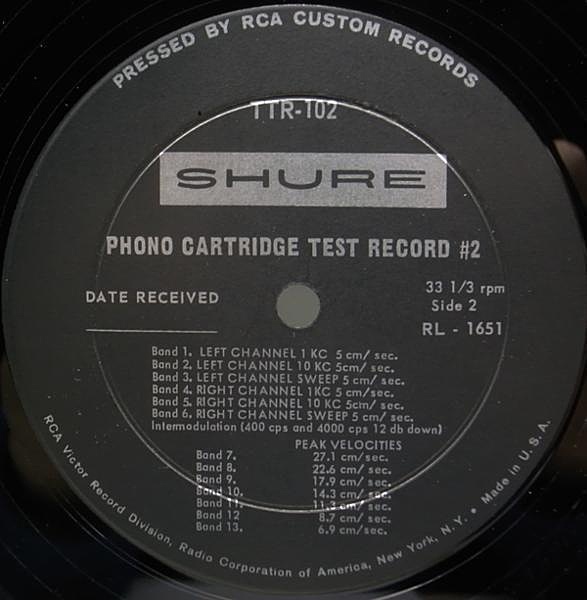 PRESSED BY RCA CUSTOM RECORDS
TTR-102
SHURE
PHONO CARTRIDGE TEST RECORD #2
DATE RECEIVED
33 1/3 rpm
Side 2
RL - 1651
Band 1. LEFT CHANNEL 1 KC 5 cm/ sec.
Band 2. LEFT CHANNEL 10 KC 5 cm/ sec.
Band 3. LEFT CHANNEL SWEEP 5 cm/ sec.
Band 4. RIGHT CHANNEL 1KC 5 cm/ sec.
Band 5. RIGHT CHANNEL 10 KC 5cm/ sec.
Band 6. RIGHT CHANNEL SWEEP 5 cm/ sec.
Intermodulation (400 cps and 4000 cps 12 db down)
PEAK VELOCITIES
Band 7. 27.1 cm/ sec.
Band 8. 22.6 cm/ sec.
Band 9. 17.9 cm/ sec.
Band 10. 14.3 cm/ sec.
Band 11. 11.3 cm/ sec.
Band 12 8.7 cm/ sec.
Band 13. 6.9 cm/ sec.
RCA Victor Record Division, Radio Corporation of America, New York, N.Y. • Made in U.S.A.